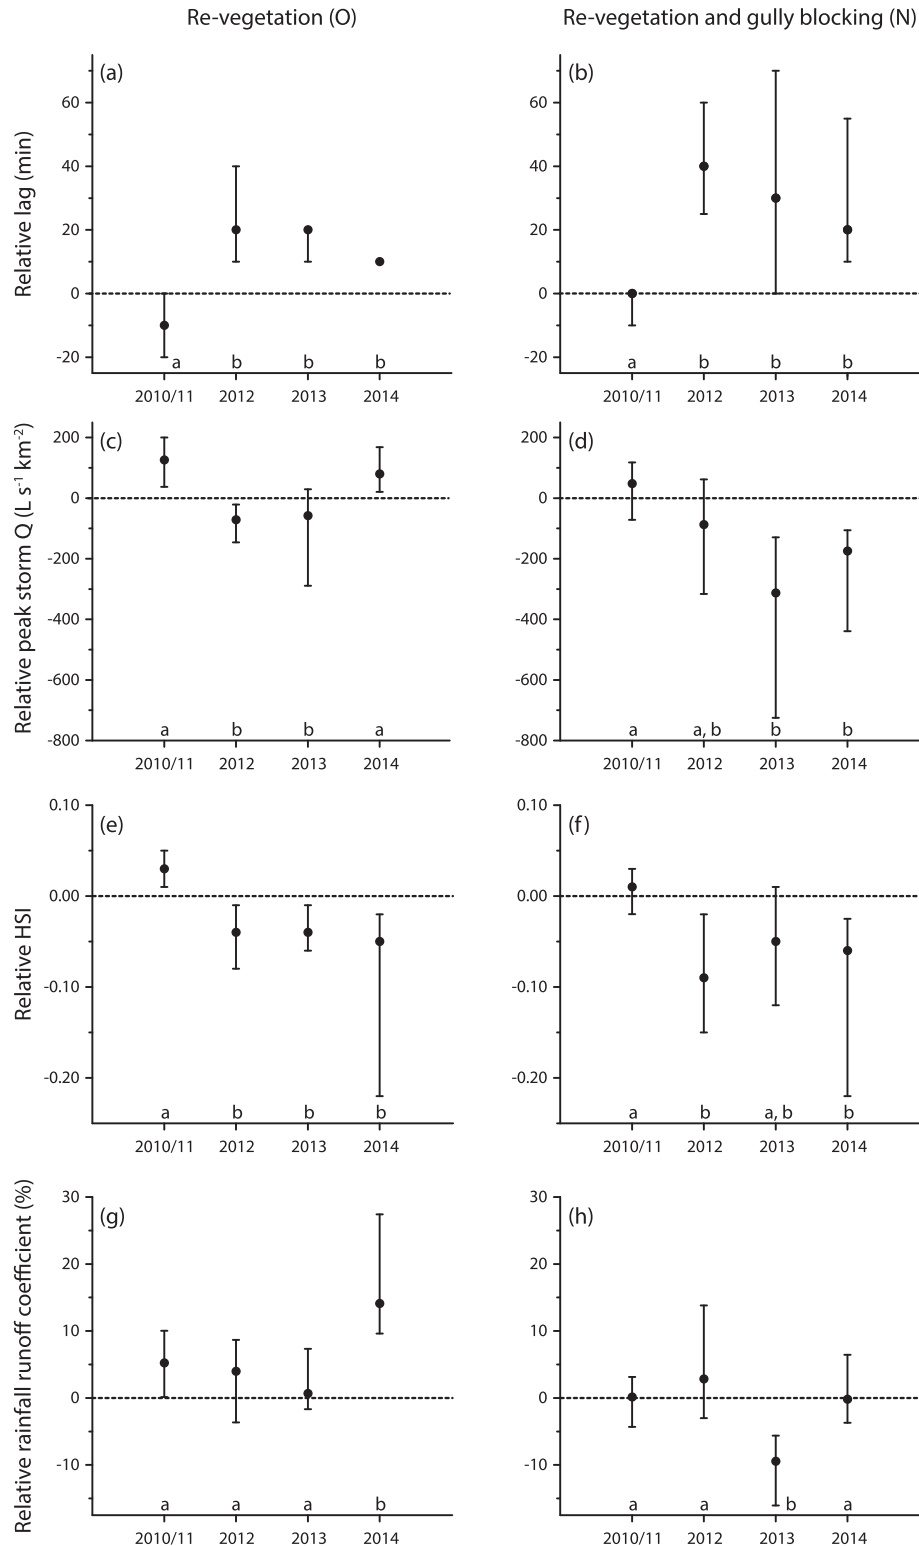 Re-vegetation (O)
Re-vegetation and gully blocking (N)
(a)
Relative lag (min)
60
40
20
0
-20
a b b b
2010/11 2012 2013 2014
(b)
60
40
20
0
-20
a b b b
2010/11 2012 2013 2014
(c)
Relative peak storm Q (L s⁻¹ km⁻²)
200
0
-200
-400
-600
-800
a b b a
2010/11 2012 2013 2014
(d)
200
0
-200
-400
-600
-800
a a, b b b
2010/11 2012 2013 2014
(e)
Relative HSI
0.10
0.00
-0.10
-0.20
a b b b
2010/11 2012 2013 2014
(f)
0.10
0.00
-0.10
-0.20
a b a, b b
2010/11 2012 2013 2014
(g)
Relative rainfall runoff coefficient (%)
30
20
10
0
-10
a a a b
2010/11 2012 2013 2014
(h)
30
20
10
0
-10
a a b a
2010/11 2012 2013 2014